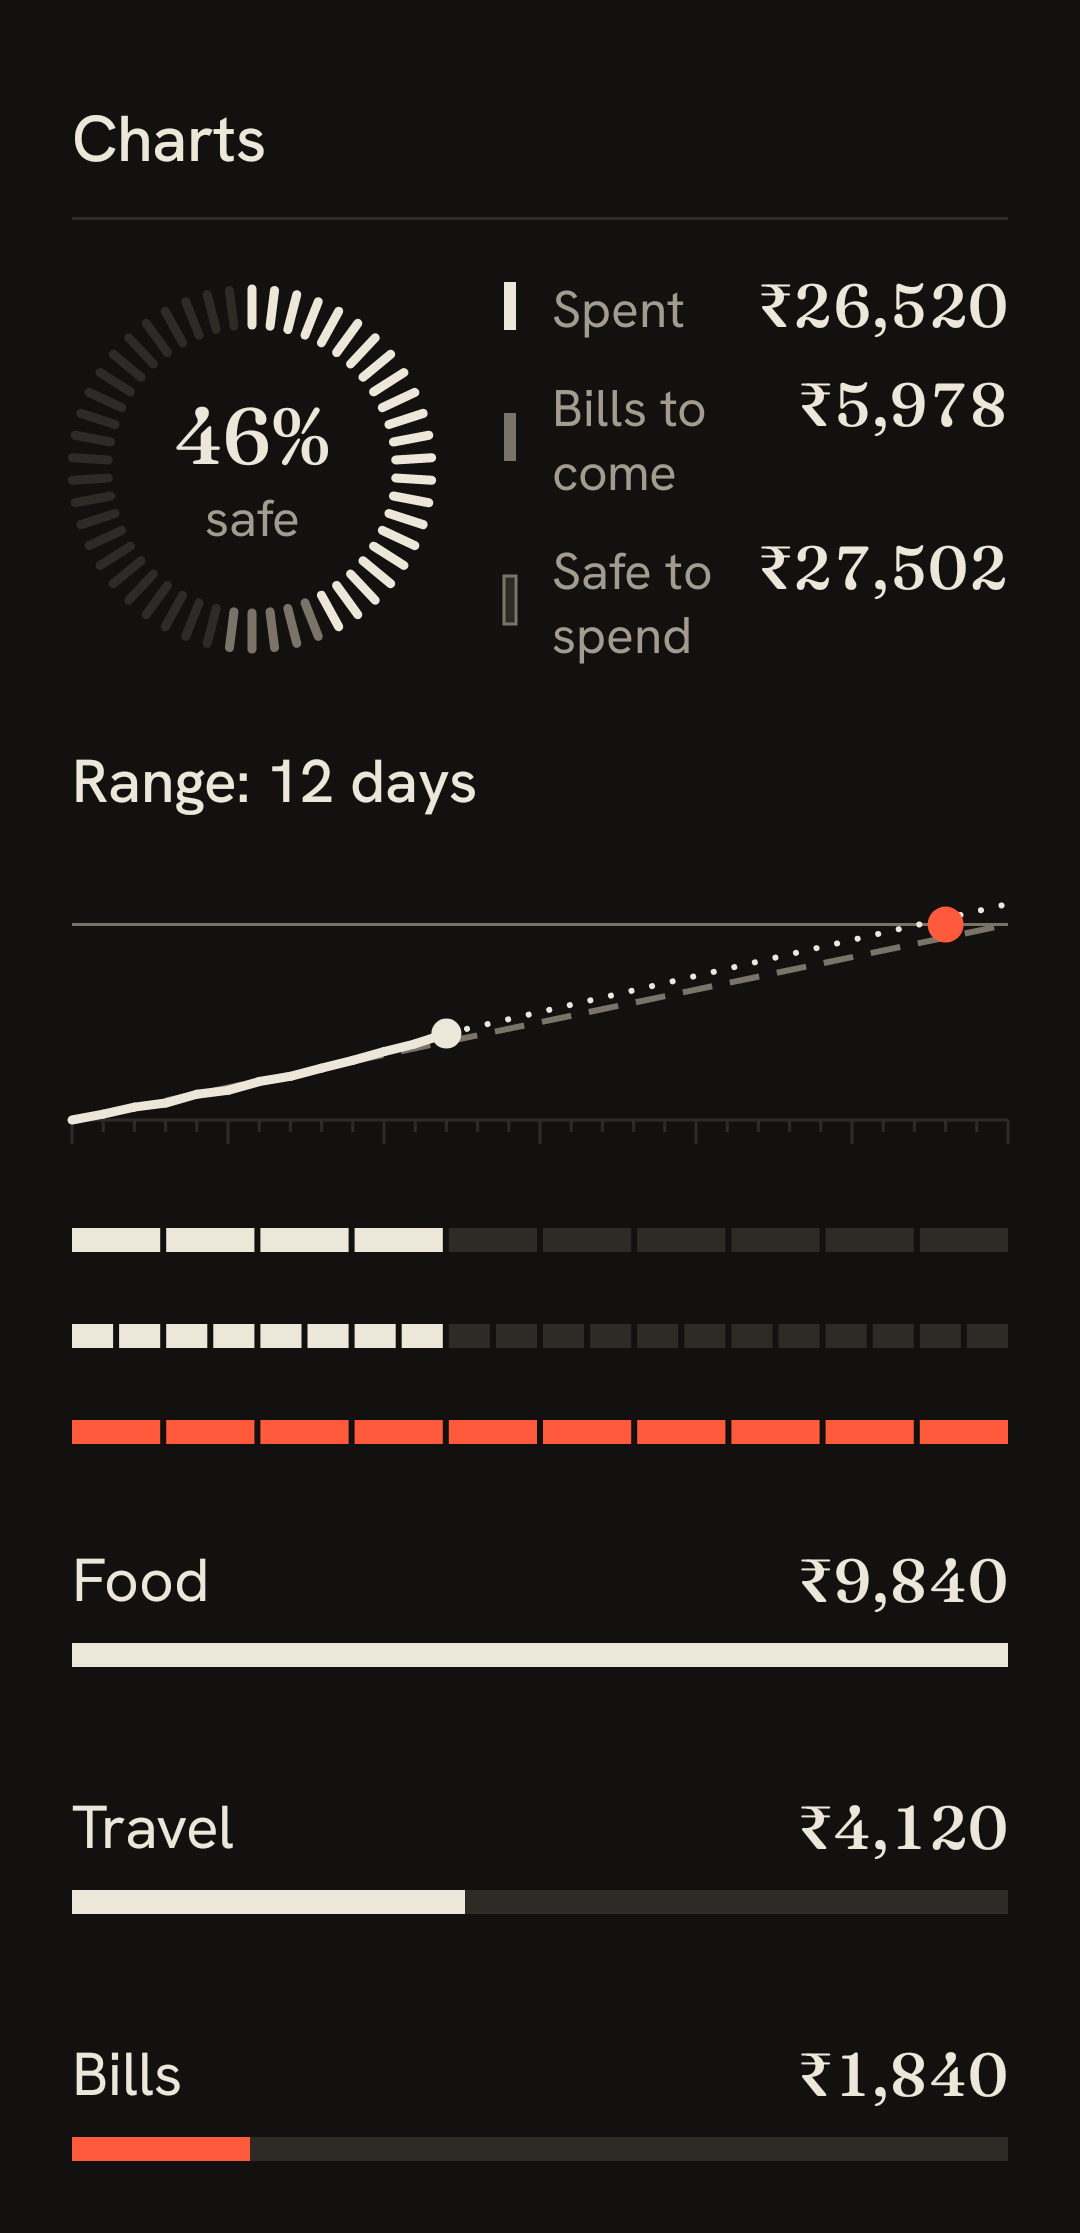 Charts
46%
safe
Spent ₹26,520
Bills to ₹5,978
come
Safe to ₹27,502
spend
Range: 12 days
Food ₹9,840
Travel ₹4,120
Bills ₹1,840